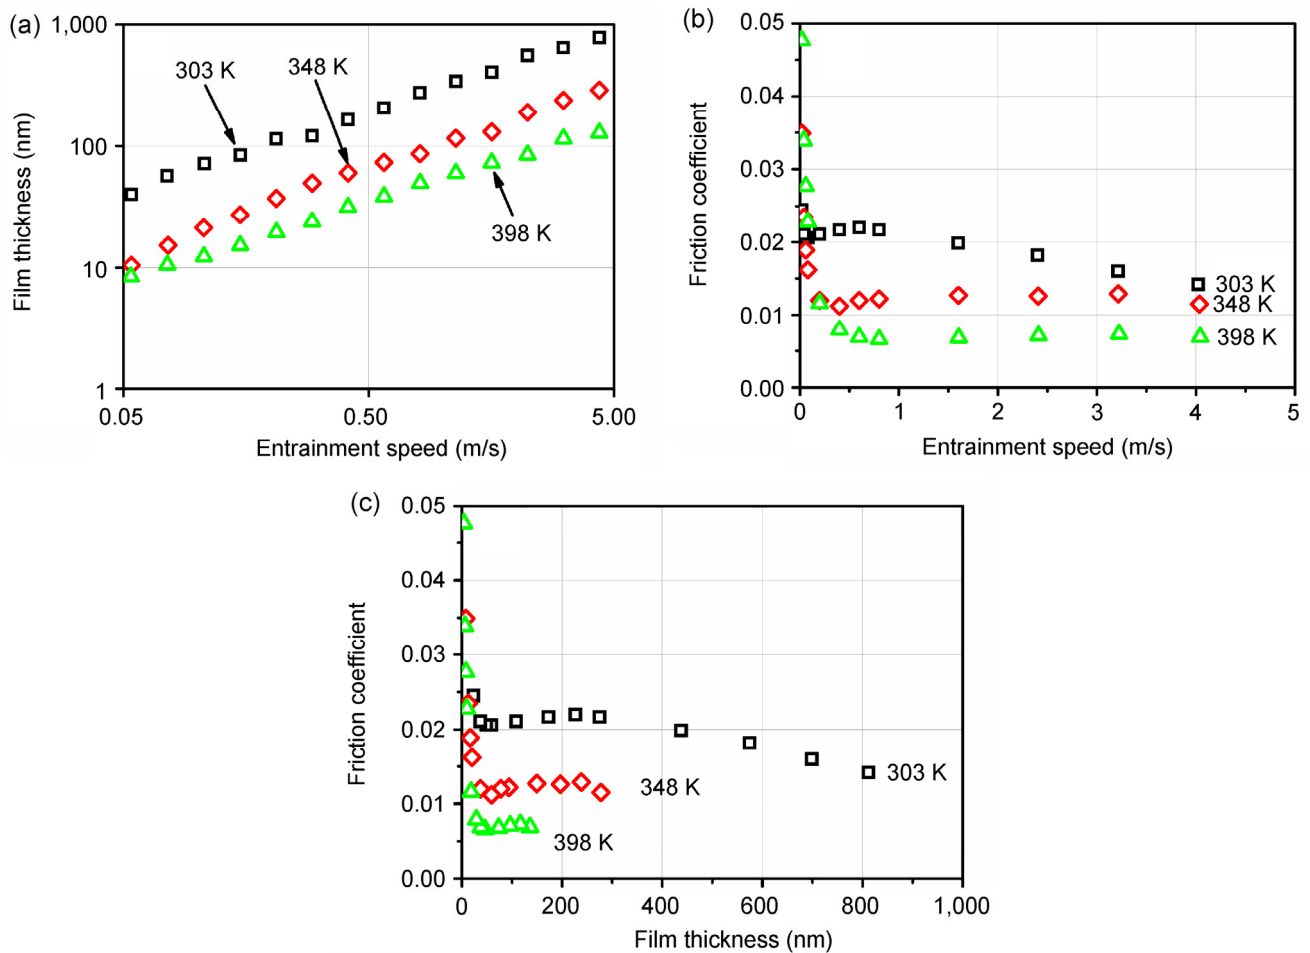 (a)
1,000
100
10
1
Film thickness (nm)
303 K
348 K
398 K
0.05
0.50
5.00
Entrainment speed (m/s)
(b)
0.05
0.04
0.03
0.02
0.01
0.00
Friction coefficient
303 K
348 K
398 K
0
1
2
3
4
5
Entrainment speed (m/s)
(c)
0.05
0.04
0.03
0.02
0.01
0.00
Friction coefficient
303 K
348 K
398 K
0
200
400
600
800
1,000
Film thickness (nm)